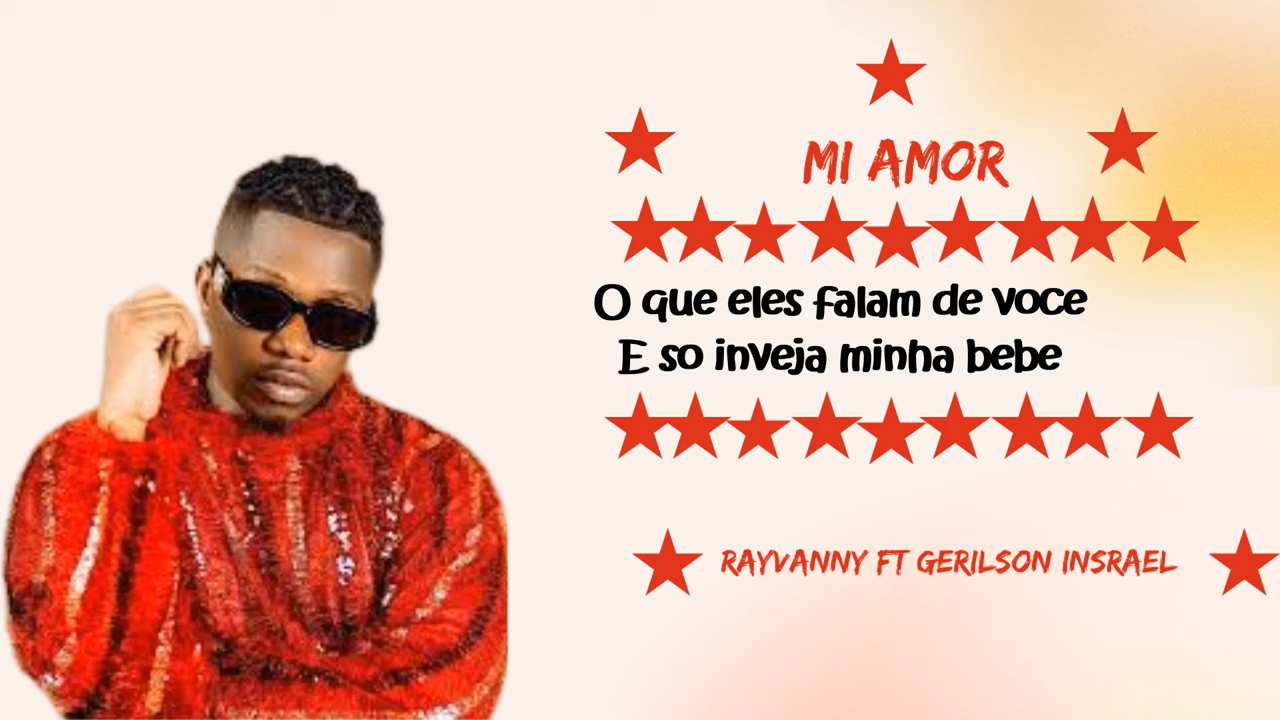 MI AMOR
O que eles falam de voce
E so inveja minha bebe
RAYVANNY FT GERILSON INSRAEL